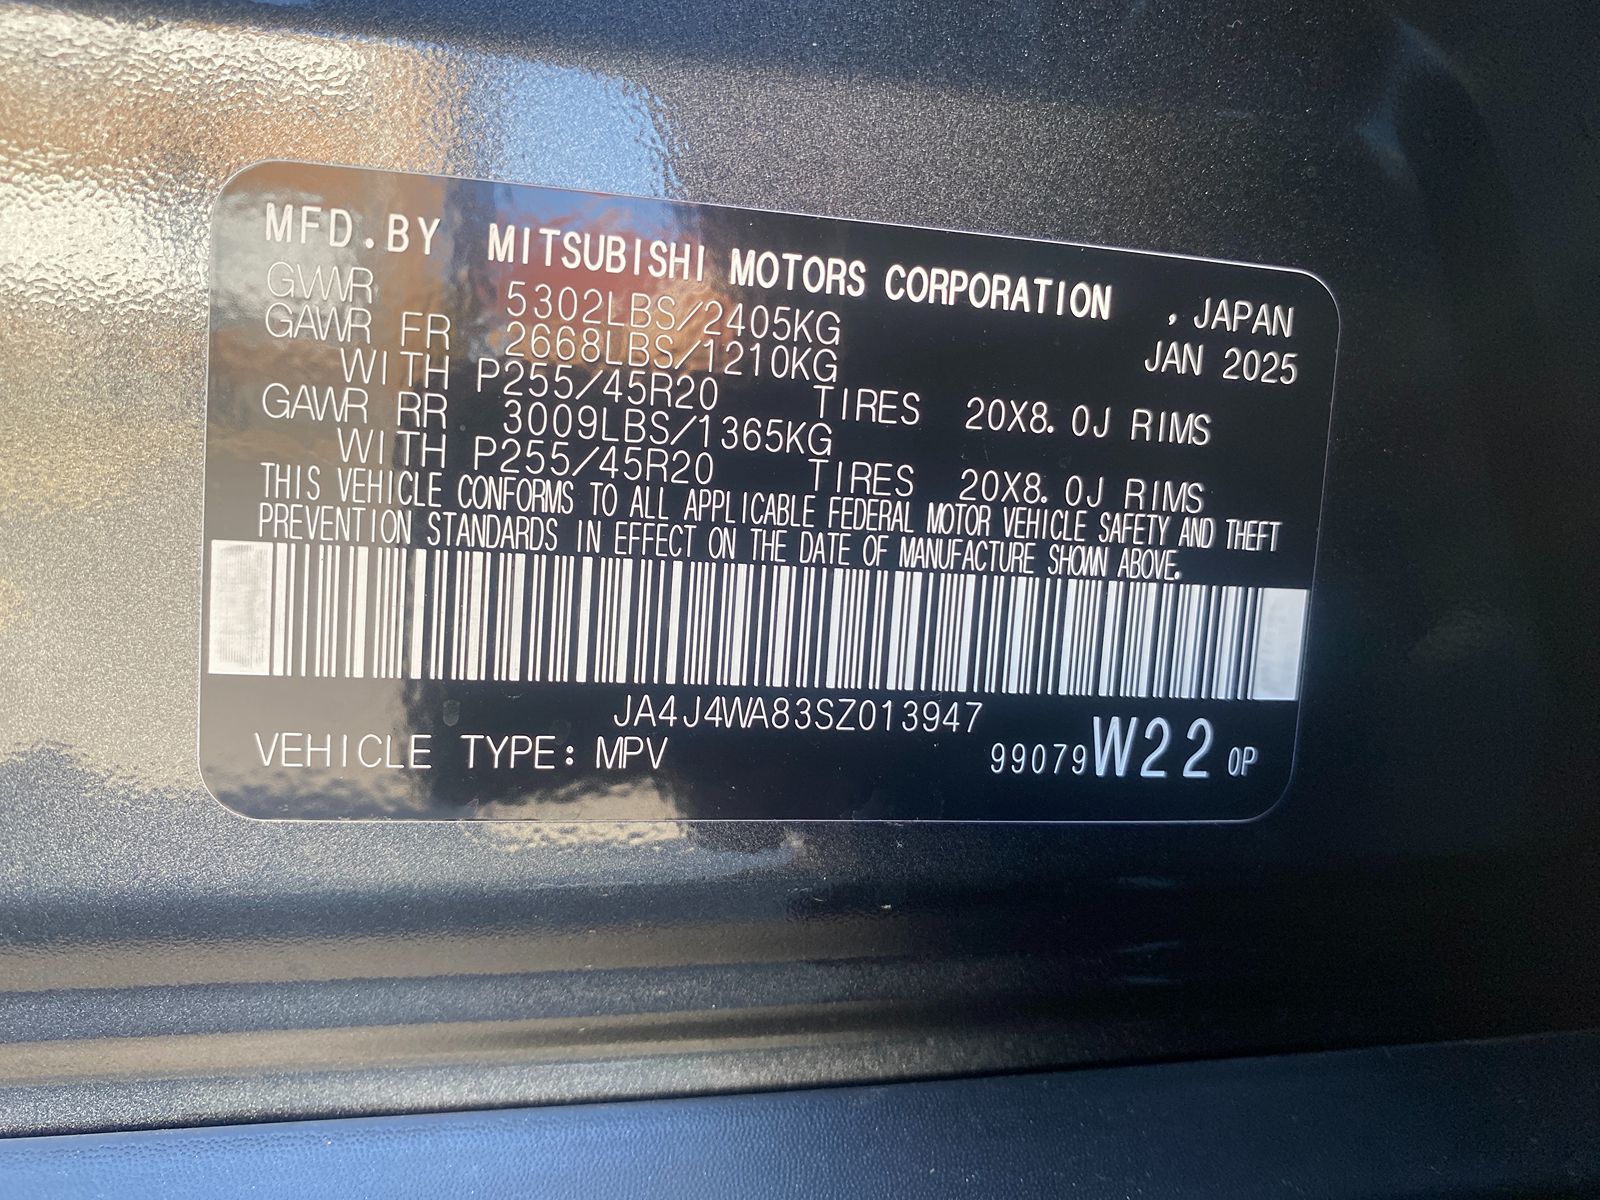 MFD.BY MITSUBISHI MOTORS CORPORATION , JAPAN
GVWR 5302LBS/2405KG JAN 2025
GAWR FR 2668LBS/1210KG
WITH P255/45R20 TIRES 20X8.0J RIMS
GAWR RR 3009LBS/1365KG
WITH P255/45R20 TIRES 20X8.0J RIMS
THIS VEHICLE CONFORMS TO ALL APPLICABLE FEDERAL MOTOR VEHICLE SAFETY AND THEFT
PREVENTION STANDARDS IN EFFECT ON THE DATE OF MANUFACTURE SHOWN ABOVE.
JA4J4WA83SZ013947
VEHICLE TYPE: MPV 99079W220P